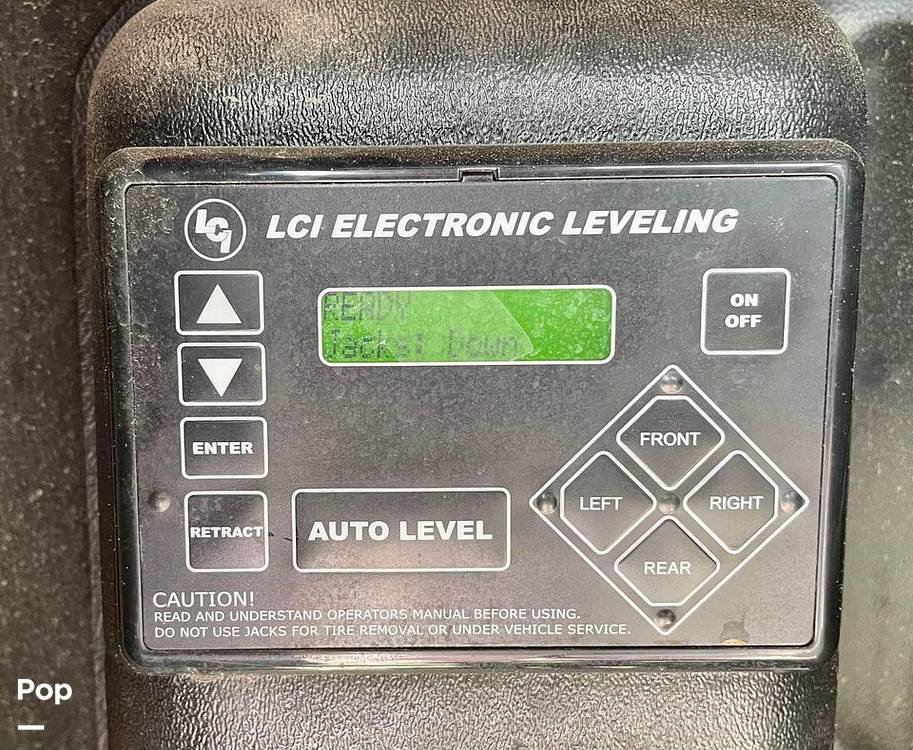 LCI LCI ELECTRONIC LEVELING
READY
Jacks: Down
ON
OFF
ENTER
RETRACT
AUTO LEVEL
FRONT
LEFT
RIGHT
REAR
CAUTION!
READ AND UNDERSTAND OPERATORS MANUAL BEFORE USING.
DO NOT USE JACKS FOR TIRE REMOVAL OR UNDER VEHICLE SERVICE.
Pop